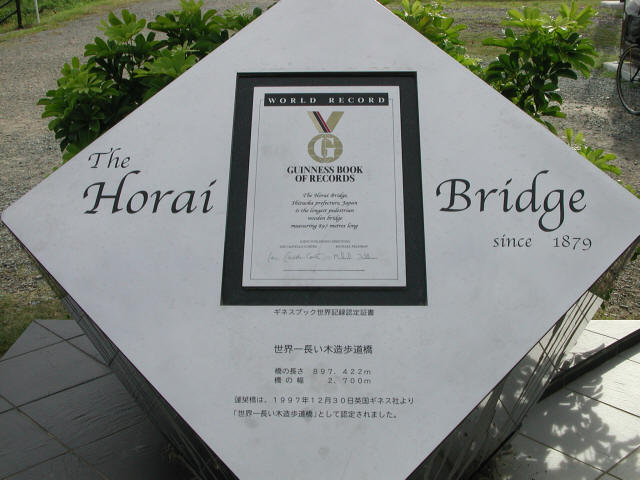 The
Horai
Bridge
since 1879
WORLD RECORD
G
GUINNESS BOOK
OF RECORDS
The Horai Bridge,
Shizuoka prefecture, Japan
is the longest pedestrian
wooden bridge
measuring 897 metres long
ギネスブック世界記録認定証書
世界一長い木造歩道橋
橋の長さ 897.422m
橋の幅 2.700m
蓬莱橋は、1997年12月30日英国ギネス社より
「世界一長い木造歩道橋」として認定されました。